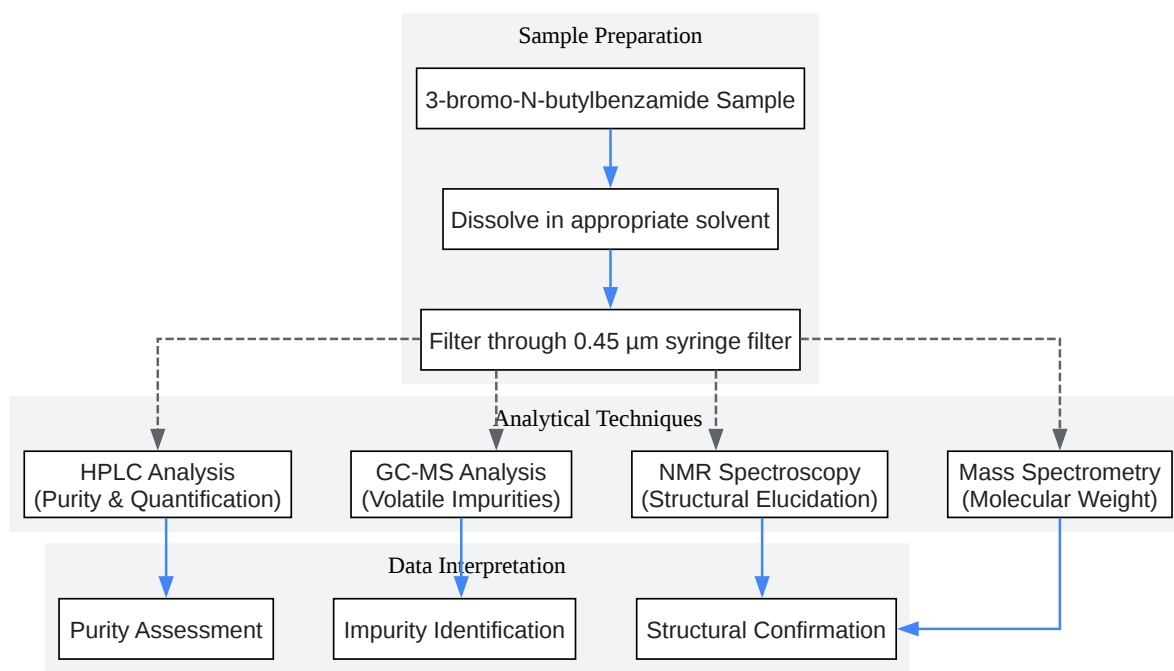 Sample Preparation
3-bromo-N-butylbenzamide Sample
Dissolve in appropriate solvent
Filter through 0.45 µm syringe filter
Analytical Techniques
HPLC Analysis
(Purity & Quantification)
GC-MS Analysis
(Volatile Impurities)
NMR Spectroscopy
(Structural Elucidation)
Mass Spectrometry
(Molecular Weight)
Data Interpretation
Purity Assessment
Impurity Identification
Structural Confirmation